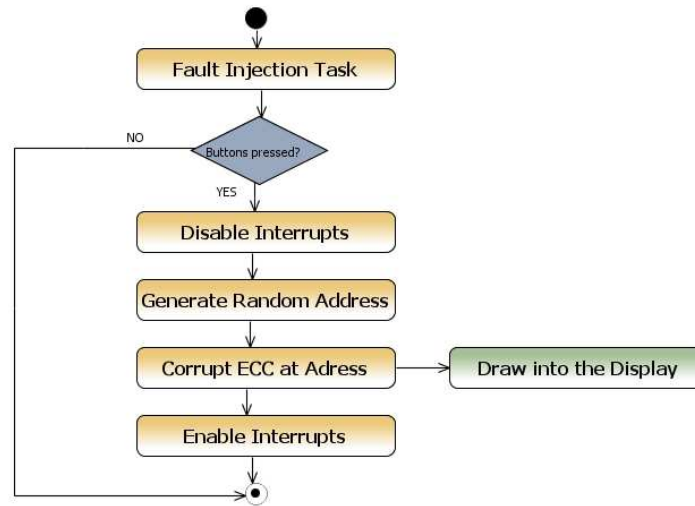 Fault Injection Task
NO
Buttons pressed?
YES
Disable Interrupts
Generate Random Address
Corrupt ECC at Adress
Draw into the Display
Enable Interrupts